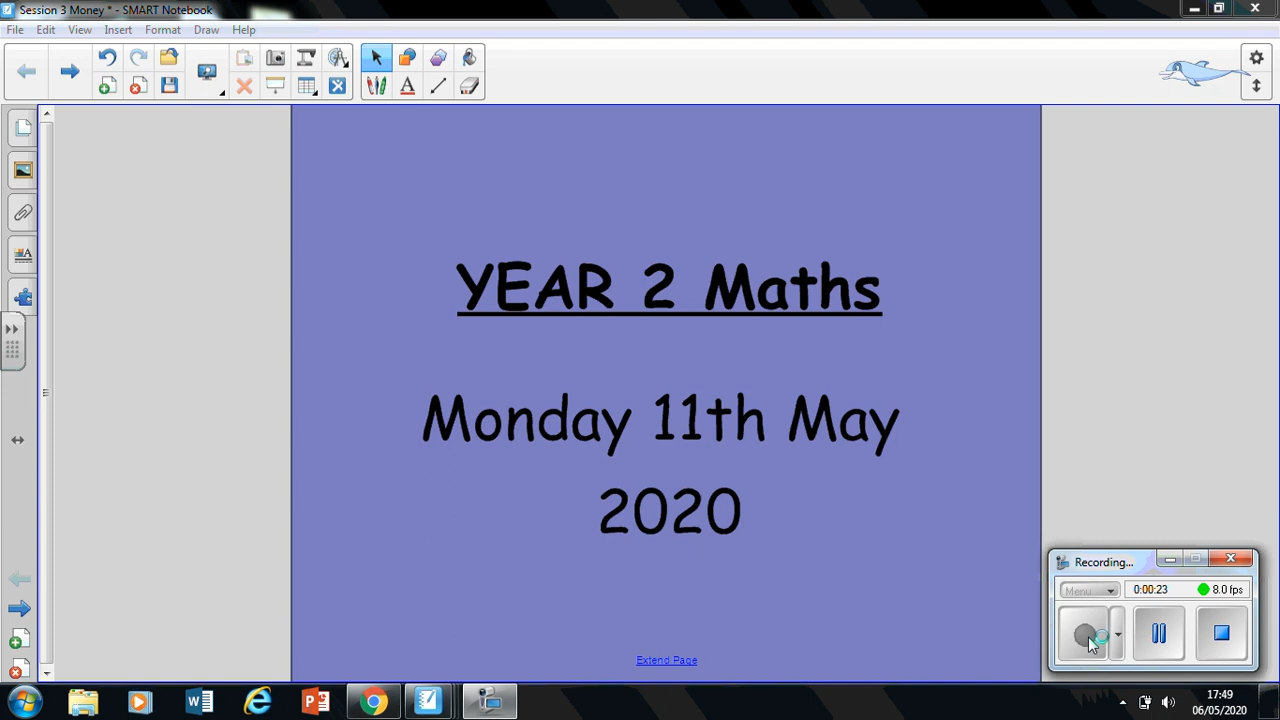 Session 3 Money * - SMART Notebook
File Edit View Insert Format Draw Help
YEAR 2 Maths
Monday 11th May
2020
Extend Page
Recording...
Menu 0:00:23 8.0 fps
17:49
06/05/2020